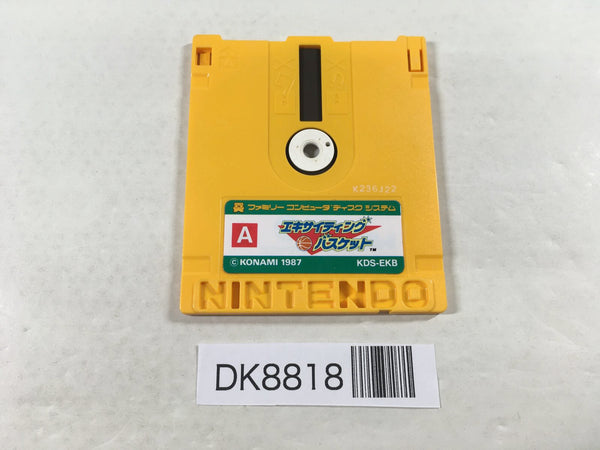 K236J22
ファミリー コンピュータ ディスク システム
A
エキサイティング
バスケット™
© KONAMI 1987 KDS-EKB
NINTENDO
DK8818